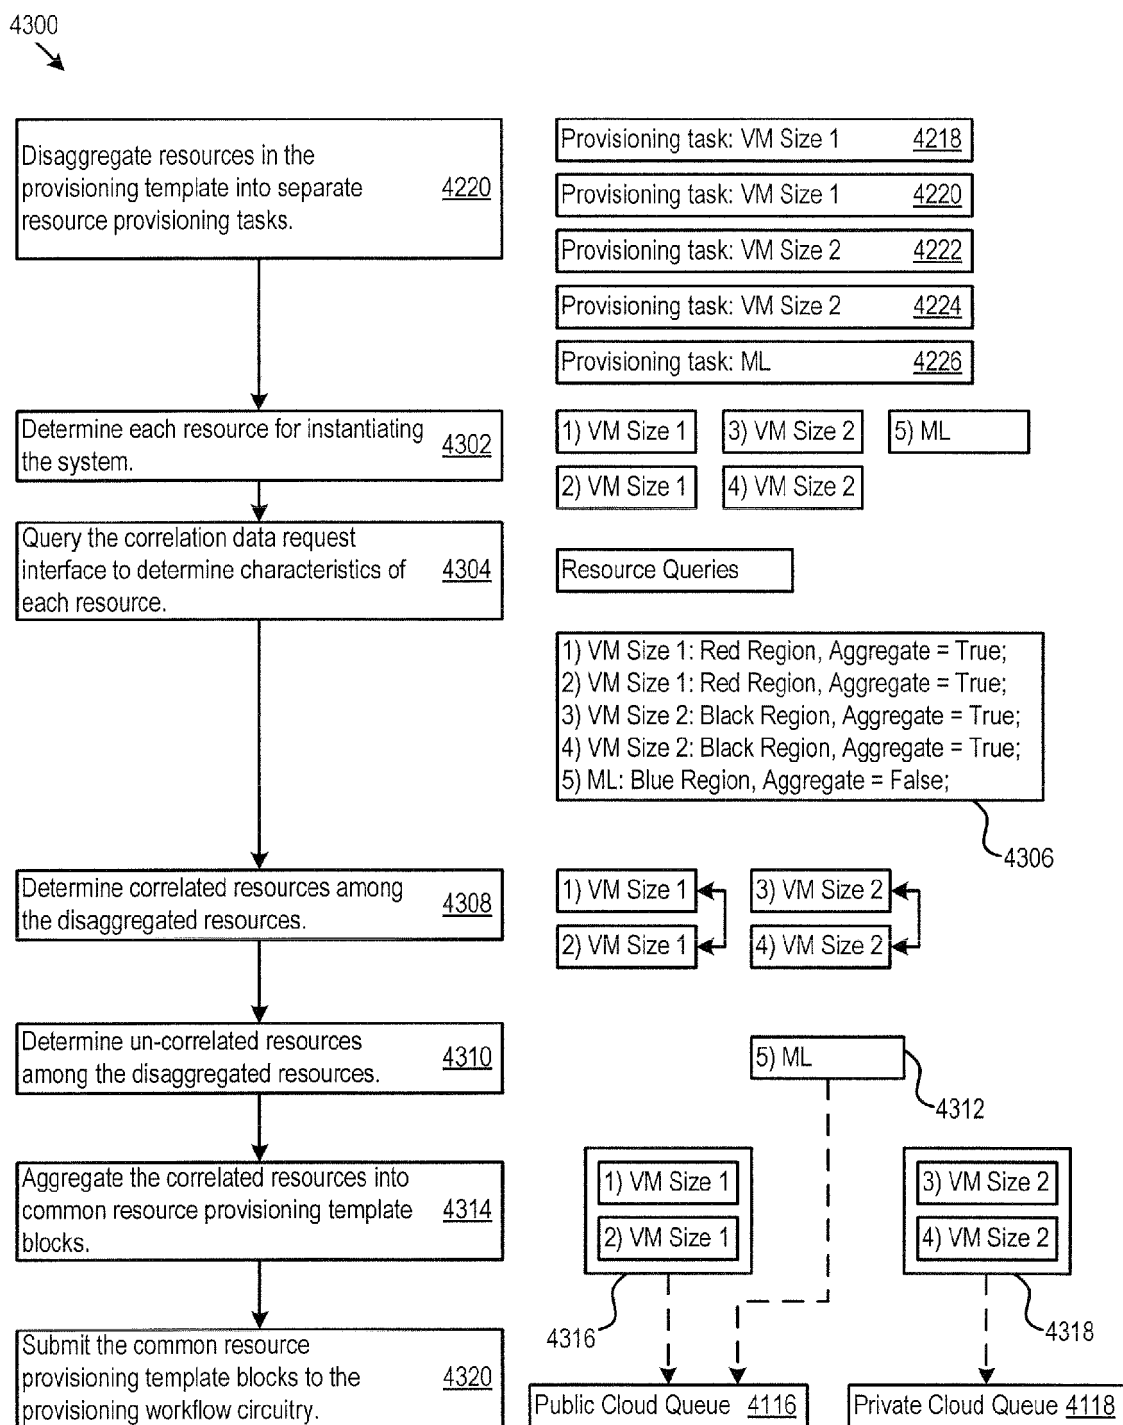 4300
Disaggregate resources in the
provisioning template into separate
resource provisioning tasks.
4220
Provisioning task: VM Size 1 4218
Provisioning task: VM Size 1 4220
Provisioning task: VM Size 2 4222
Provisioning task: VM Size 2 4224
Provisioning task: ML 4226
Determine each resource for instantiating
the system.
4302
1) VM Size 1 3) VM Size 2 5) ML
2) VM Size 1 4) VM Size 2
Query the correlation data request
interface to determine characteristics of
each resource.
4304
Resource Queries
1) VM Size 1: Red Region, Aggregate = True;
2) VM Size 1: Red Region, Aggregate = True;
3) VM Size 2: Black Region, Aggregate = True;
4) VM Size 2: Black Region, Aggregate = True;
5) ML: Blue Region, Aggregate = False;
4306
Determine correlated resources among
the disaggregated resources.
4308
1) VM Size 1 3) VM Size 2
2) VM Size 1 4) VM Size 2
Determine un-correlated resources
among the disaggregated resources.
4310
5) ML
4312
Aggregate the correlated resources into
common resource provisioning template
blocks.
4314
1) VM Size 1
2) VM Size 1
4316
3) VM Size 2
4) VM Size 2
4318
Submit the common resource
provisioning template blocks to the
provisioning workflow circuitry.
4320
Public Cloud Queue 4116
Private Cloud Queue 4118